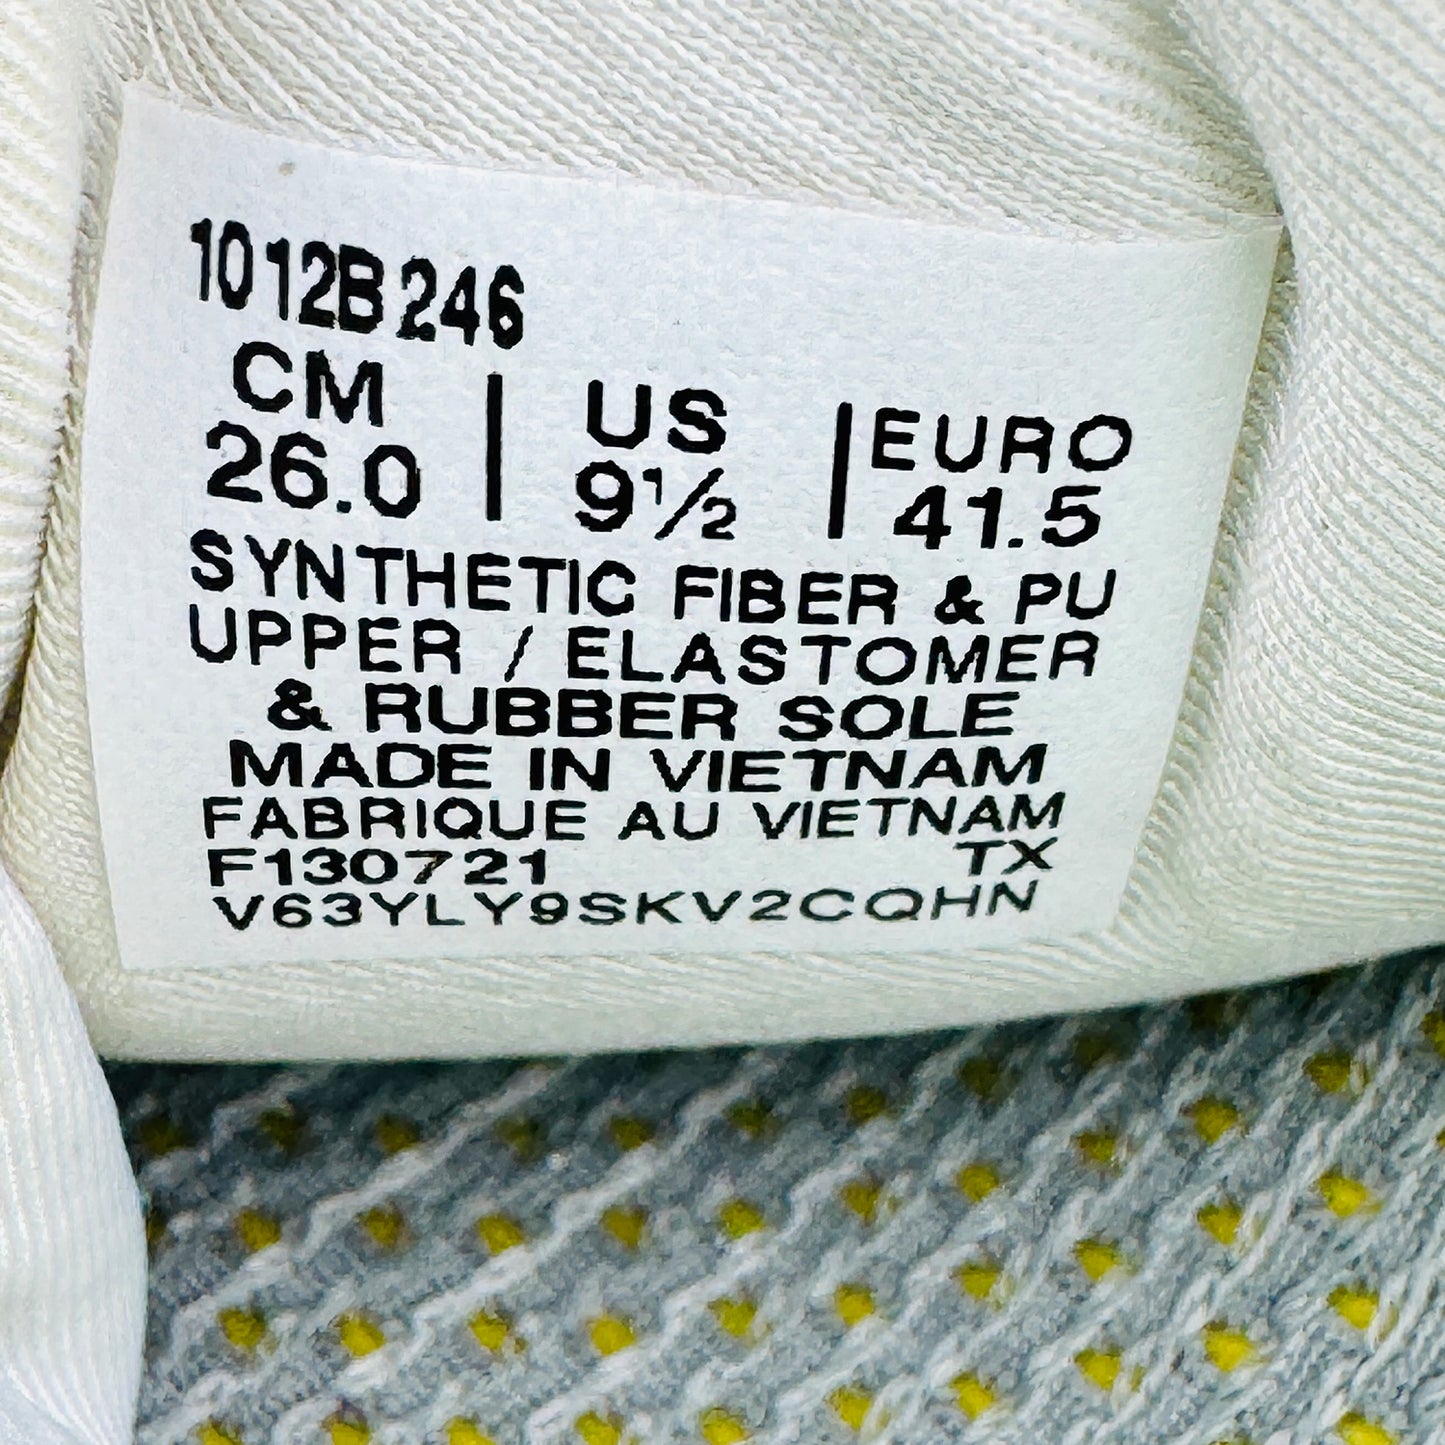 1012B246
CM | US | EURO
26.0 | 9½ | 41.5
SYNTHETIC FIBER & PU
UPPER / ELASTOMER
& RUBBER SOLE
MADE IN VIETNAM
FABRIQUE AU VIETNAM
F130721 TX
V63YLY9SKV2CQHN